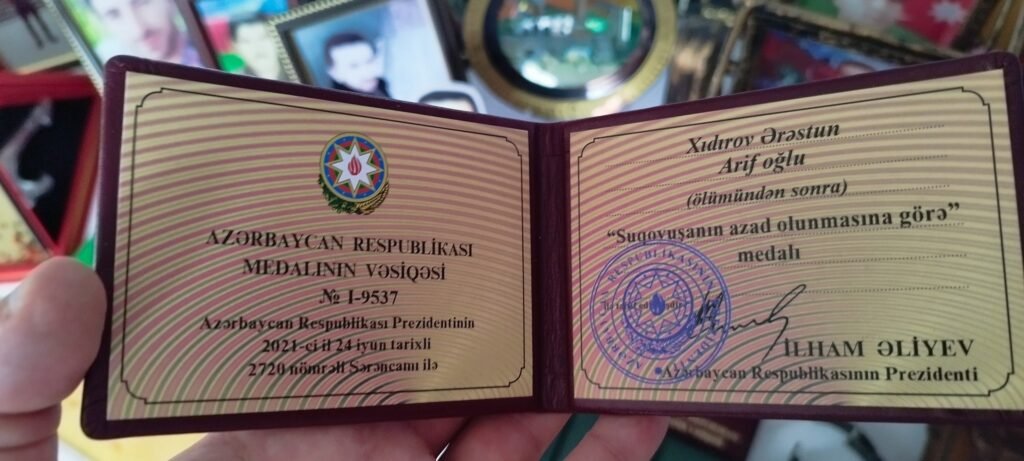 AZƏRBAYCAN RESPUBLİKASI
MEDALININ VƏSİQƏSİ
№ I-9537
Azərbaycan Respublikası Prezidentinin
2021-ci il 24 iyun tarixli
2720 nömrəli Sərəncamı ilə
Xıdırov Ərəstun
Arif oğlu
(ölümündən sonra)
“Suqovuşanın azad olunmasına görə”
medalı
İLHAM ƏLİYEV
Azərbaycan Respublikasının Prezidenti